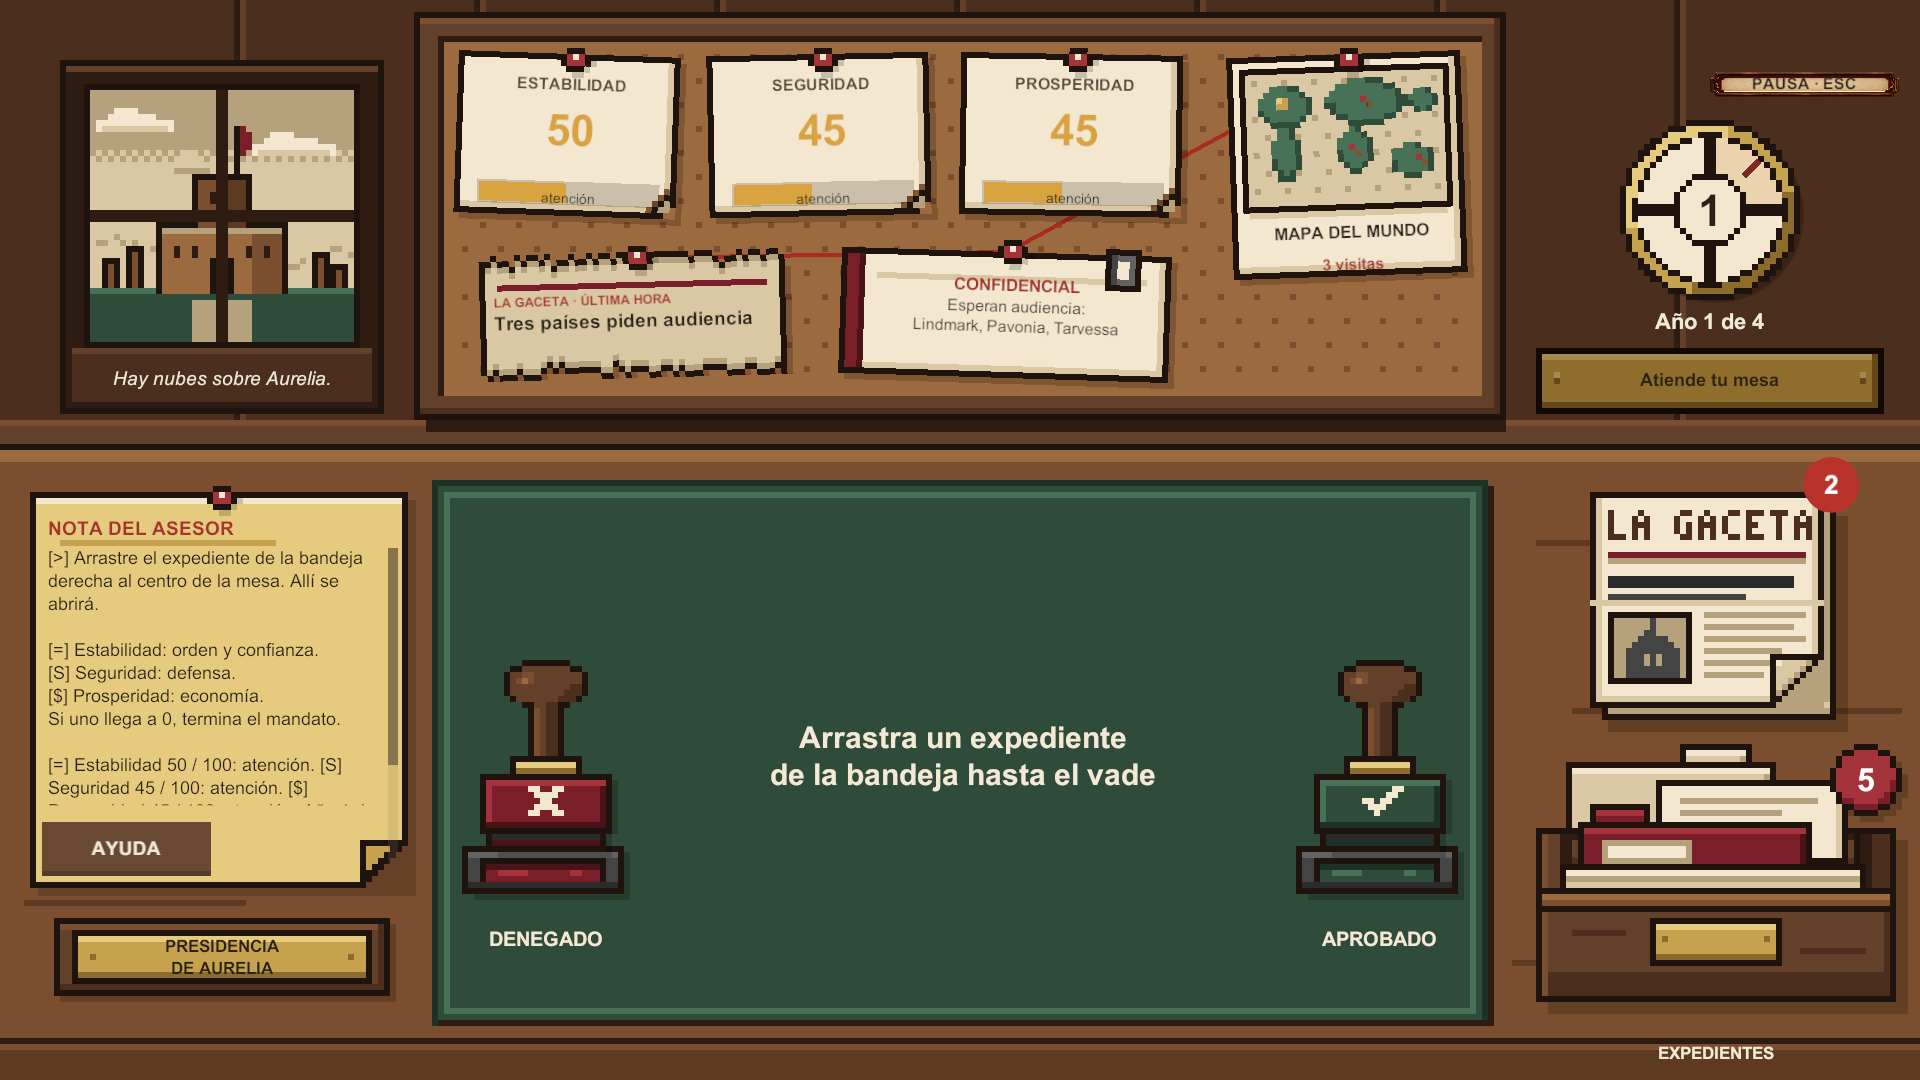 ESTABILIDAD
50
atención
SEGURIDAD
45
atención
PROSPERIDAD
45
atención
MAPA DEL MUNDO
3 visitas
PAUSA · ESC
1
Año 1 de 4
Atiende tu mesa
Hay nubes sobre Aurelia.
LA GACETA · ÚLTIMA HORA
Tres países piden audiencia
CONFIDENCIAL
Esperan audiencia:
Lindmark, Pavonia, Tarvessa
NOTA DEL ASESOR
[>] Arrastre el expediente de la bandeja
derecha al centro de la mesa. Allí se
abrirá.
[=] Estabilidad: orden y confianza.
[S] Seguridad: defensa.
[$] Prosperidad: economía.
Si uno llega a 0, termina el mandato.
[=] Estabilidad 50 / 100: atención. [S]
Seguridad 45 / 100: atención. [$]
AYUDA
PRESIDENCIA
DE AURELIA
Arrastra un expediente
de la bandeja hasta el vade
DENEGADO
APROBADO
2
LA GACETA
5
EXPEDIENTES